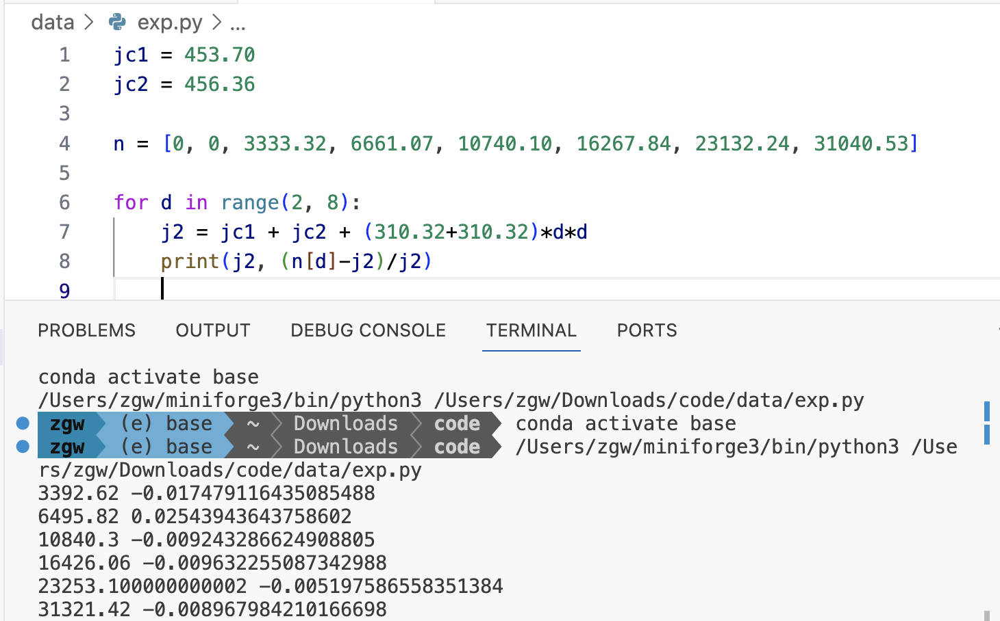 data > exp.py > ...
1 jc1 = 453.70
2 jc2 = 456.36
3
4 n = [0, 0, 3333.32, 6661.07, 10740.10, 16267.84, 23132.24, 31040.53]
5
6 for d in range(2, 8):
7     j2 = jc1 + jc2 + (310.32+310.32)*d*d
8     print(j2, (n[d]-j2)/j2)
9
PROBLEMS OUTPUT DEBUG CONSOLE TERMINAL PORTS
conda activate base
/Users/zgw/miniforge3/bin/python3 /Users/zgw/Downloads/code/data/exp.py
zgw (e) base ~ Downloads code conda activate base
zgw (e) base ~ Downloads code /Users/zgw/miniforge3/bin/python3 /Use
rs/zgw/Downloads/code/data/exp.py
3392.62 -0.017479116435085488
6495.82 0.02543943643758602
10840.3 -0.009243286624908805
16426.06 -0.009632255087342988
23253.100000000002 -0.005197586558351384
31321.42 -0.008967984210166698